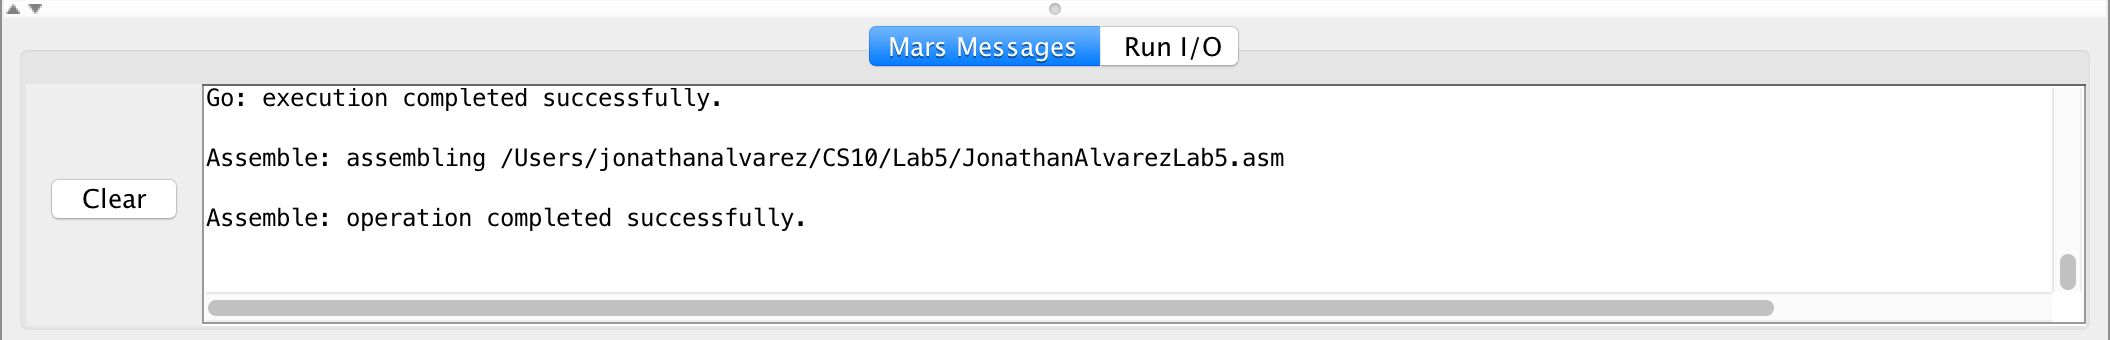 Mars Messages Run I/O
Go: execution completed successfully.
Assemble: assembling /Users/jonathanalvarez/CS10/Lab5/JonathanAlvarezLab5.asm
Clear
Assemble: operation completed successfully.